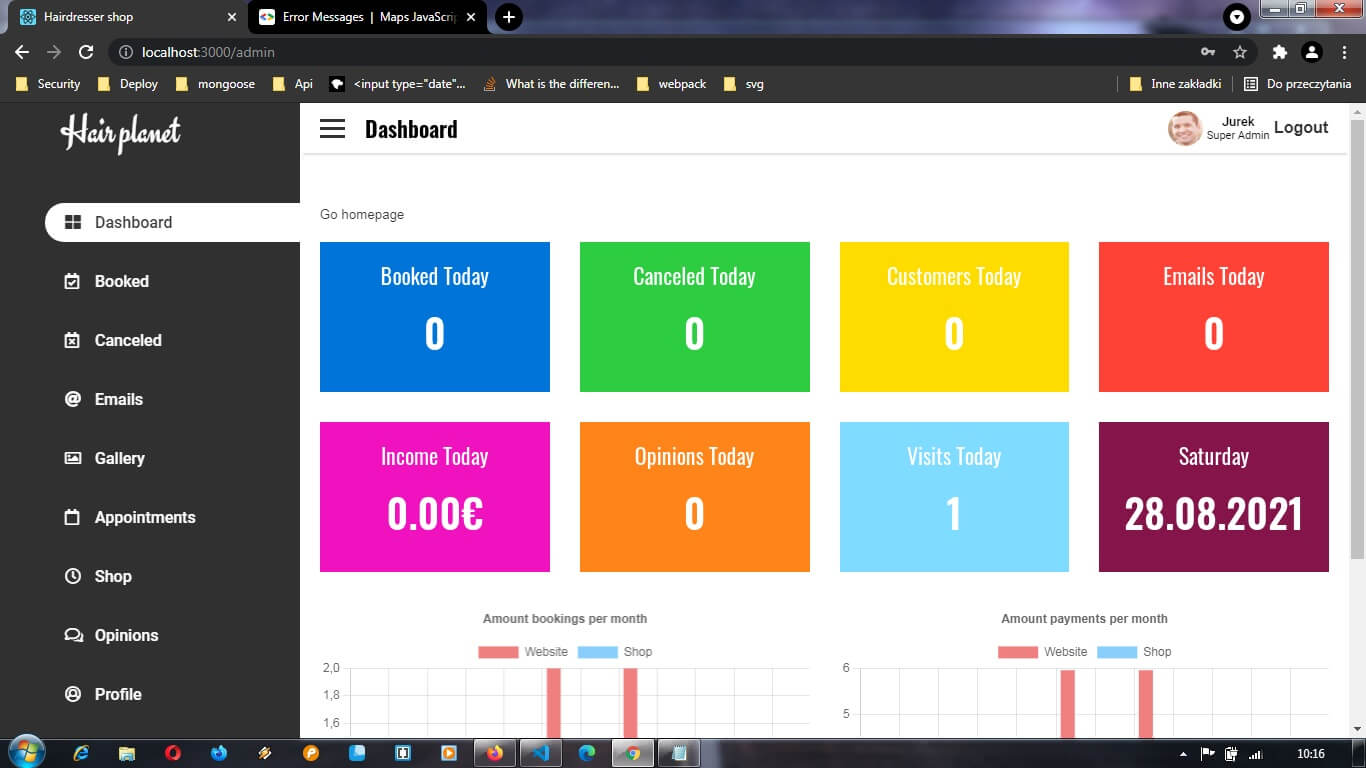 Hairdresser shop
Error Messages | Maps JavaScrip
localhost:3000/admin
Security Deploy mongoose Api <input type="date"... What is the differen... webpack svg Inne zakładki Do przeczytania
Hair planet
Dashboard
Jurek
Super Admin
Logout
Dashboard
Booked
Canceled
Emails
Gallery
Appointments
Shop
Opinions
Profile
Go homepage
Booked Today
0
Canceled Today
0
Customers Today
0
Emails Today
0
Income Today
0.00€
Opinions Today
0
Visits Today
1
Saturday
28.08.2021
Amount bookings per month
Website Shop
2,0
1,8
1,6
Amount payments per month
Website Shop
6
5
10:16